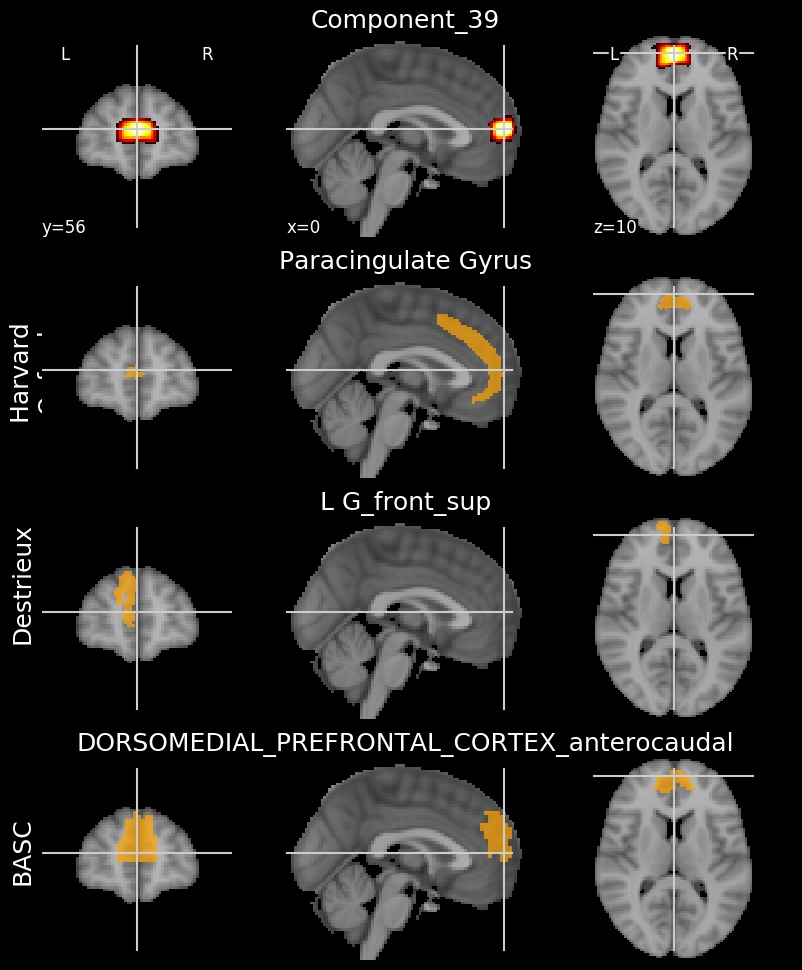 Component_39
L R
L R
y=56
x=0
z=10
Paracingulate Gyrus
Harvard
L G_front_sup
Destrieux
DORSOMEDIAL_PREFRONTAL_CORTEX_anterocaudal
BASC